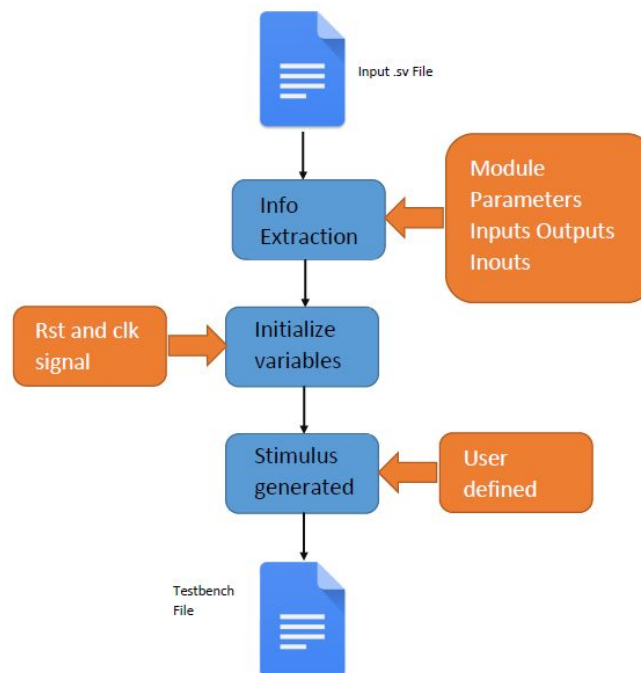 Input .sv File
Info
Extraction
Module
Parameters
Inputs Outputs
Inouts
Rst and clk
signal
Initialize
variables
Stimulus
generated
User
defined
Testbench
File